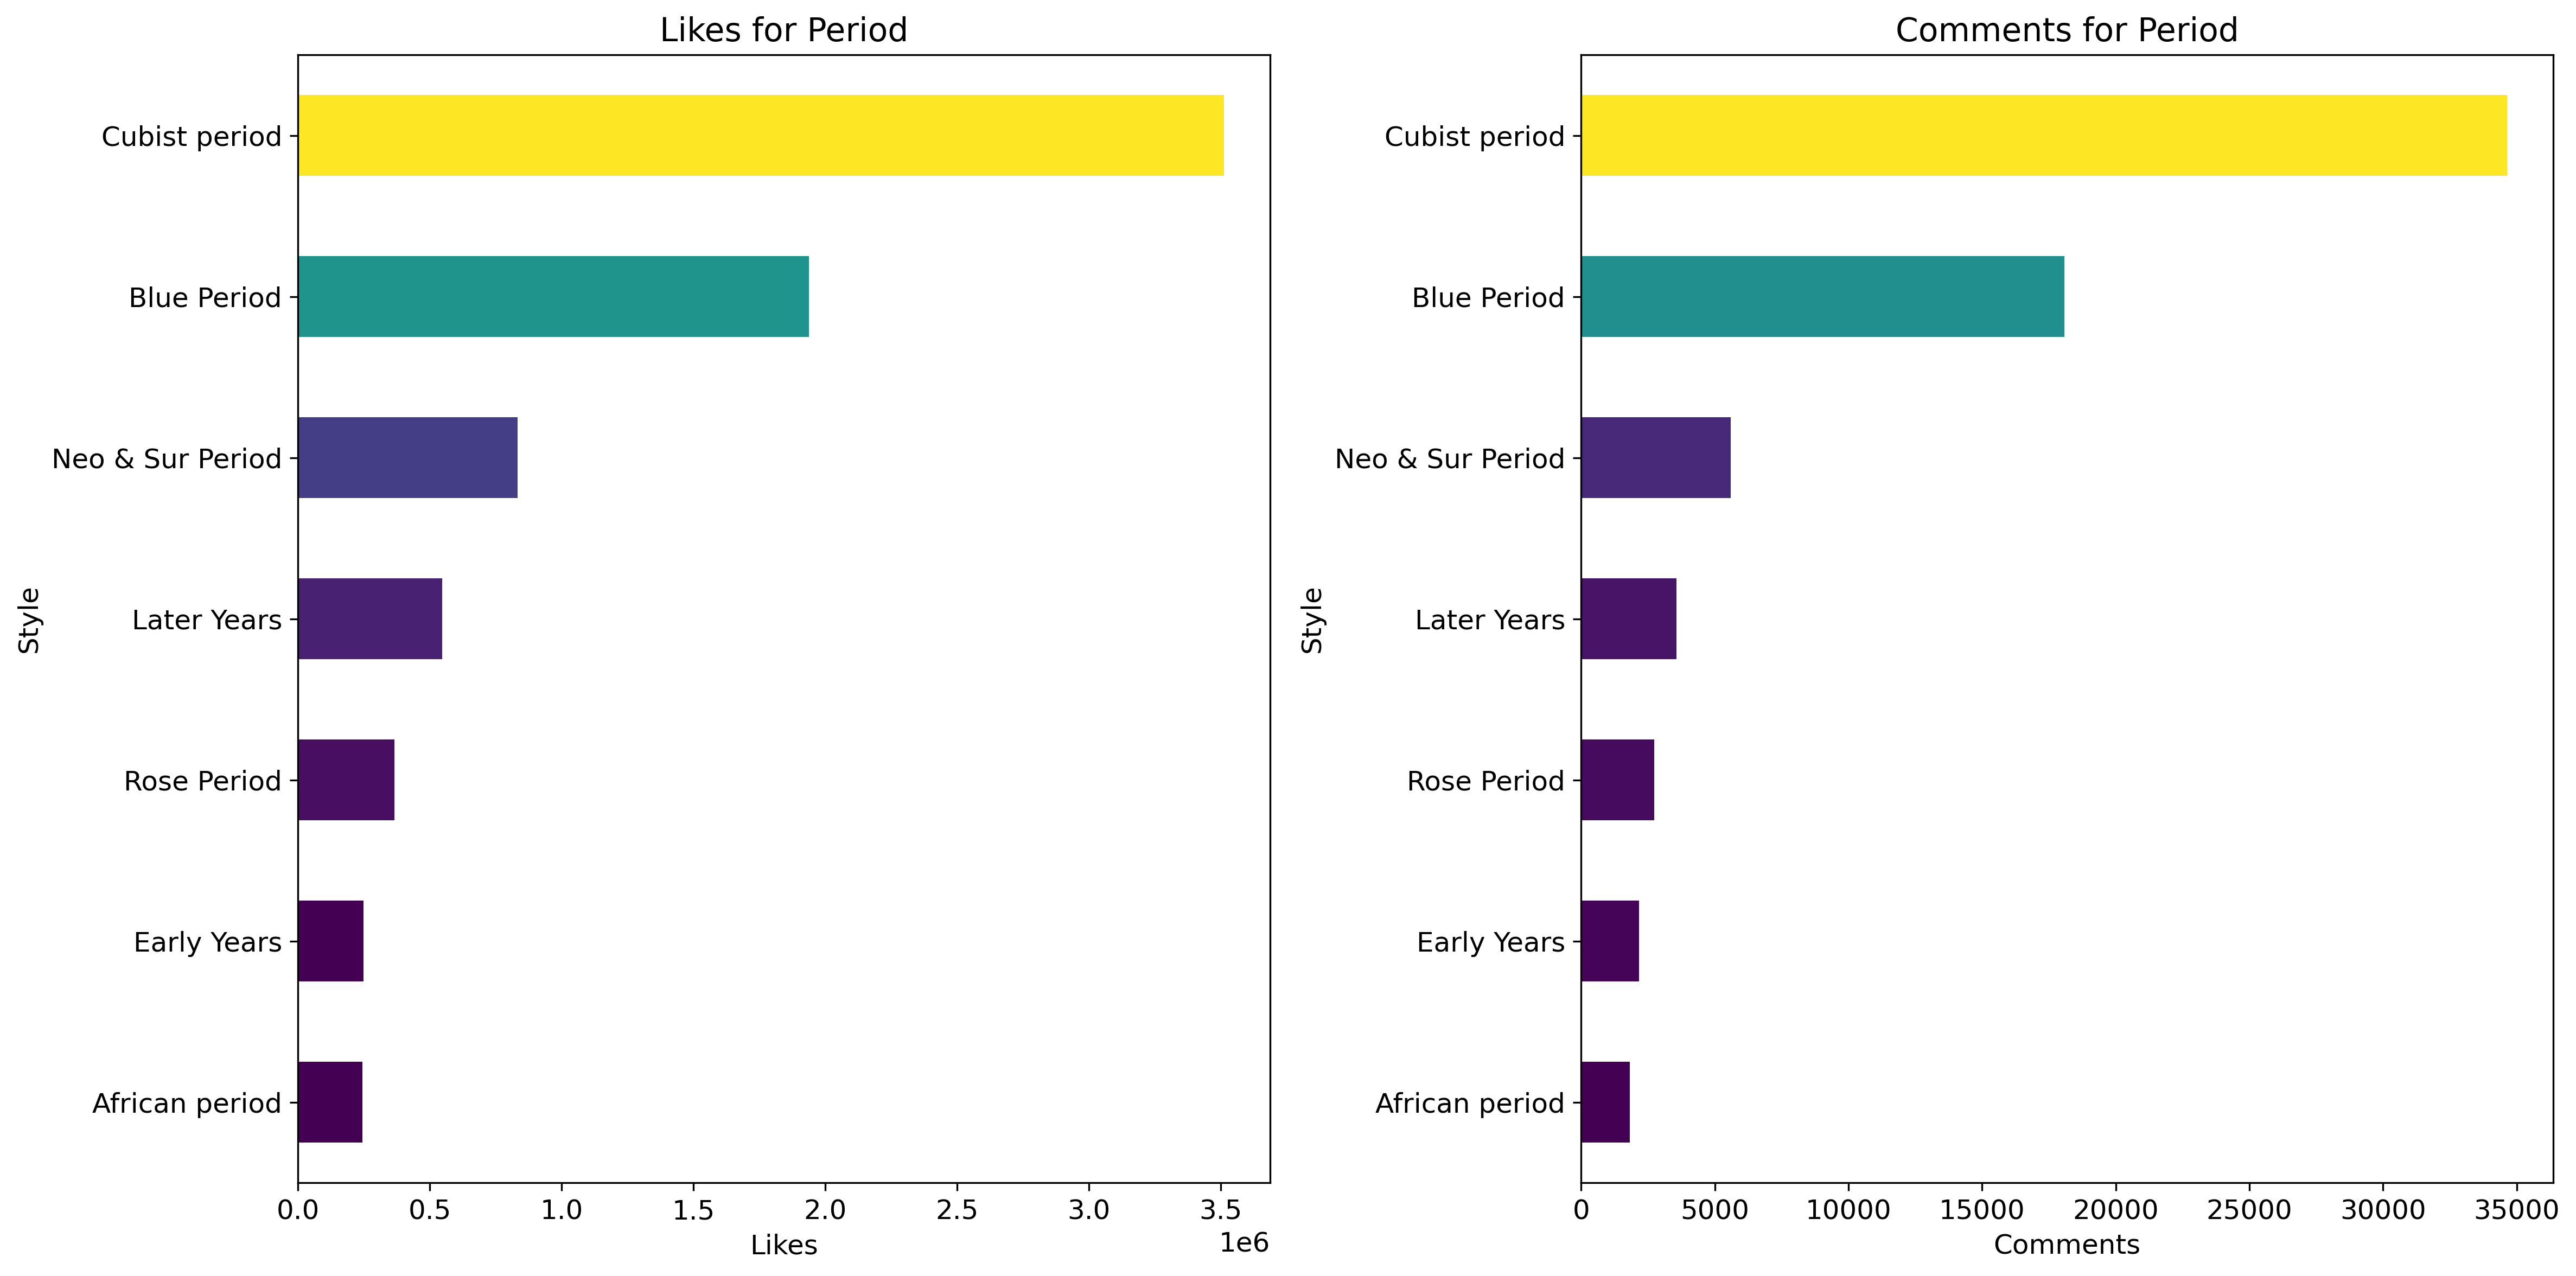 Likes for Period
Style
Cubist period
Blue Period
Neo & Sur Period
Later Years
Rose Period
Early Years
African period
0.0 0.5 1.0 1.5 2.0 2.5 3.0 3.5
1e6
Likes
Comments for Period
Style
Cubist period
Blue Period
Neo & Sur Period
Later Years
Rose Period
Early Years
African period
0 5000 10000 15000 20000 25000 30000 35000
Comments